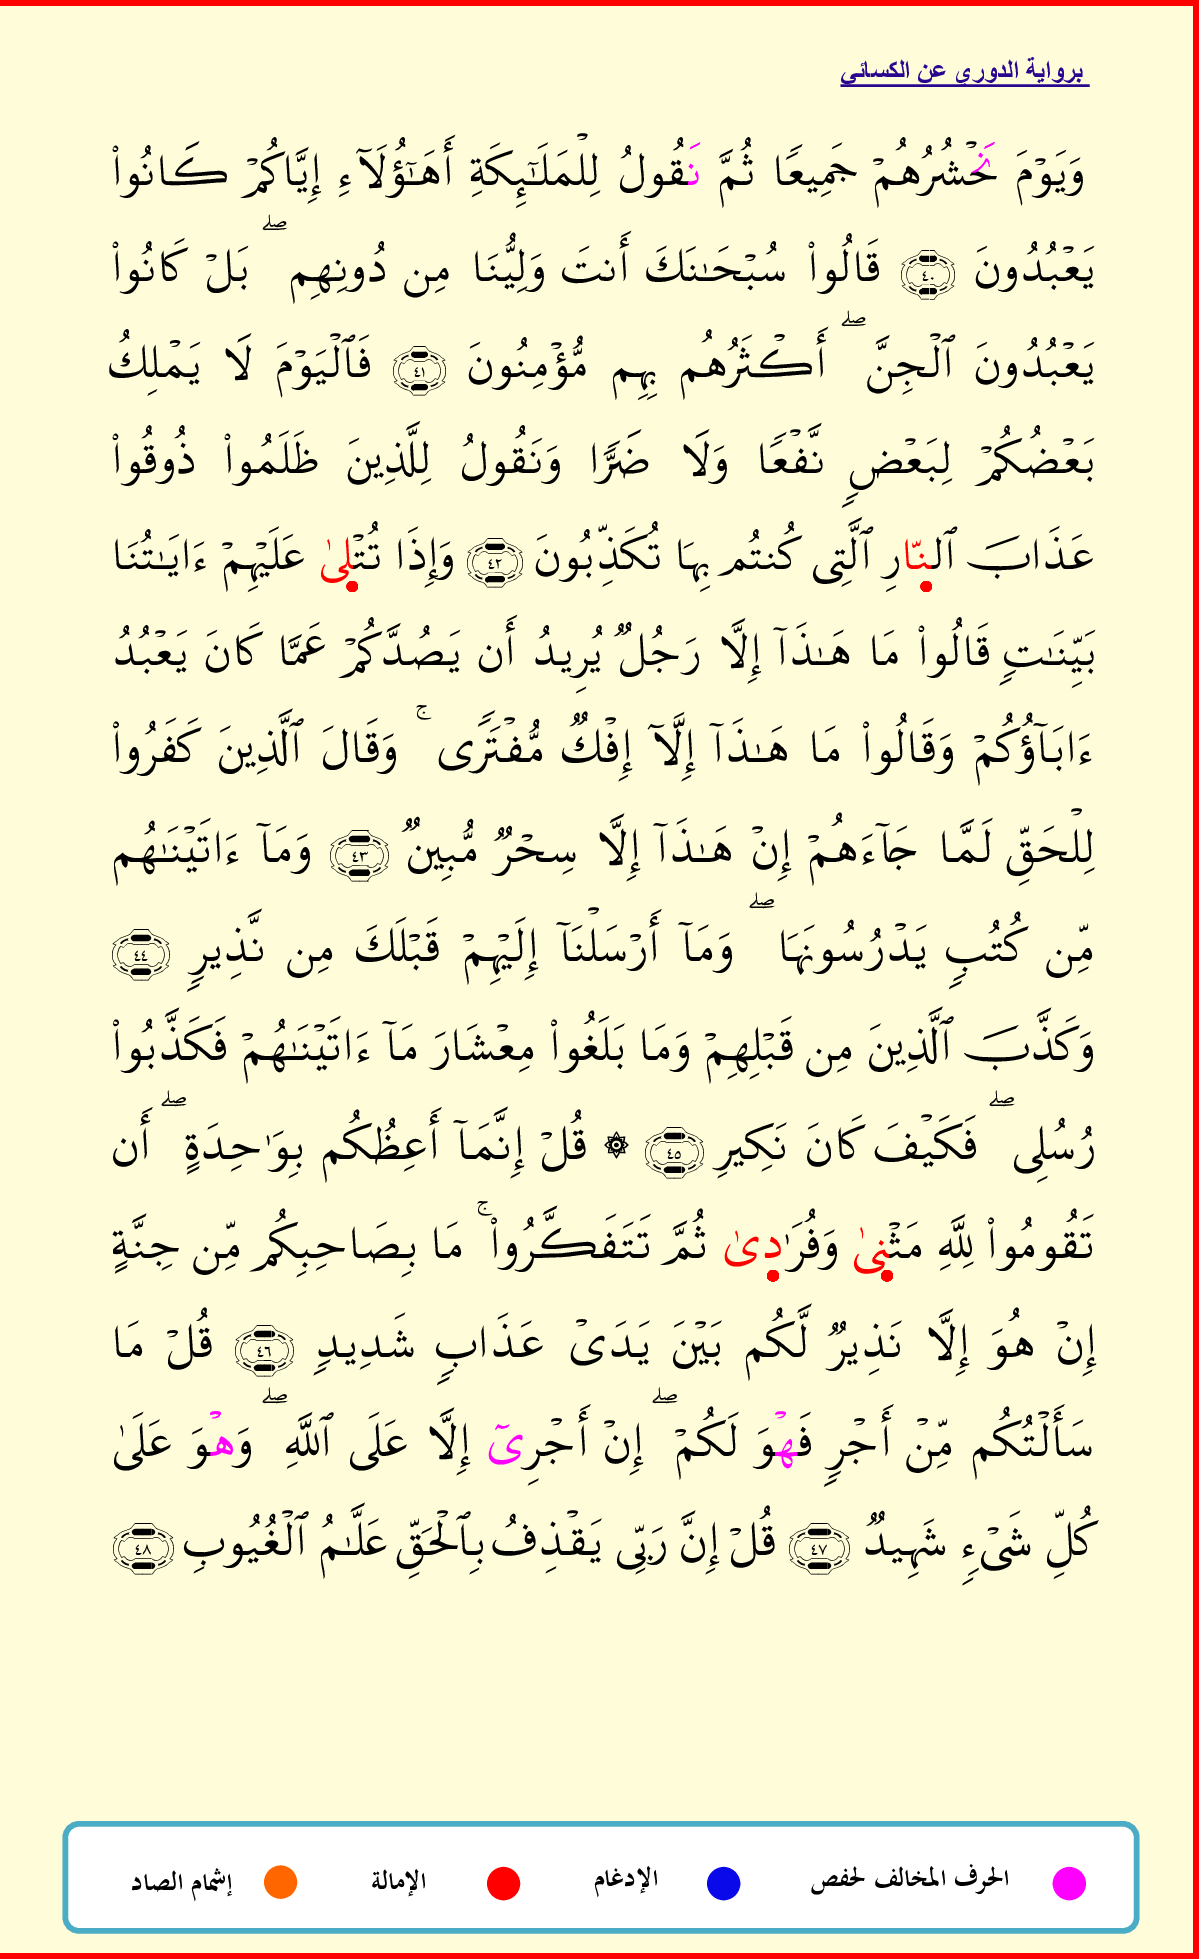 برواية الدوري عن الكسائي
وَيَوۡمَ نَحۡشُرُهُمۡ جَمِيعٗا ثُمَّ نَقُولُ لِلۡمَلَٰٓئِكَةِ أَهَٰٓؤُلَآءِ إِيَّاكُمۡ كَانُواْ
يَعۡبُدُونَ ٤٠ قَالُواْ سُبۡحَٰنَكَ أَنتَ وَلِيُّنَا مِن دُونِهِمۖ بَلۡ كَانُواْ
يَعۡبُدُونَ ٱلۡجِنَّۖ أَكۡثَرُهُم بِهِم مُّؤۡمِنُونَ ٤١ فَٱلۡيَوۡمَ لَا يَمۡلِكُ
بَعۡضُكُمۡ لِبَعۡضٖ نَّفۡعٗا وَلَا ضَرّٗا وَنَقُولُ لِلَّذِينَ ظَلَمُواْ ذُوقُواْ
عَذَابَ ٱلنّارِ ٱلَّتِي كُنتُم بِهَا تُكَذِّبُونَ ٤٢ وَإِذَا تُتۡلىٰ عَلَيۡهِمۡ ءَايَٰتُنَا
بَيِّنَٰتٖ قَالُواْ مَا هَٰذَآ إِلَّا رَجُلٞ يُرِيدُ أَن يَصُدَّكُمۡ عَمَّا كَانَ يَعۡبُدُ
ءَابَآؤُكُمۡ وَقَالُواْ مَا هَٰذَآ إِلَّآ إِفۡكٞ مُّفۡتَرٗىۚ وَقَالَ ٱلَّذِينَ كَفَرُواْ
لِلۡحَقِّ لَمَّا جَآءَهُمۡ إِنۡ هَٰذَآ إِلَّا سِحۡرٞ مُّبِينٞ ٤٣ وَمَآ ءَاتَيۡنَٰهُم
مِّن كُتُبٖ يَدۡرُسُونَهَاۖ وَمَآ أَرۡسَلۡنَآ إِلَيۡهِمۡ قَبۡلَكَ مِن نَّذِيرٖ ٤٤
وَكَذَّبَ ٱلَّذِينَ مِن قَبۡلِهِمۡ وَمَا بَلَغُواْ مِعۡشَارَ مَآ ءَاتَيۡنَٰهُمۡ فَكَذَّبُواْ
رُسُلِيۖ فَكَيۡفَ كَانَ نَكِيرِ ٤٥ ۞ قُلۡ إِنَّمَآ أَعِظُكُم بِوَٰحِدَةٍۖ أَن
تَقُومُواْ لِلَّهِ مَثۡنىٰ وَفُرَٰدىٰ ثُمَّ تَتَفَكَّرُواْۚ مَا بِصَاحِبِكُم مِّن جِنَّةٍ
إِنۡ هُوَ إِلَّا نَذِيرٞ لَّكُم بَيۡنَ يَدَيۡ عَذَابٖ شَدِيدٖ ٤٦ قُلۡ مَا
سَأَلۡتُكُم مِّنۡ أَجۡرٖ فَهۡوَ لَكُمۡۖ إِنۡ أَجۡرِيٓ إِلَّا عَلَى ٱللَّهِۖ وَهۡوَ عَلَىٰ
كُلِّ شَيۡءٖ شَهِيدٞ ٤٧ قُلۡ إِنَّ رَبِّي يَقۡذِفُ بِٱلۡحَقِّ عَلَّٰمُ ٱلۡغُيُوبِ ٤٨
الحرف المخالف لحفص الإدغام الإمالة إشمام الصاد